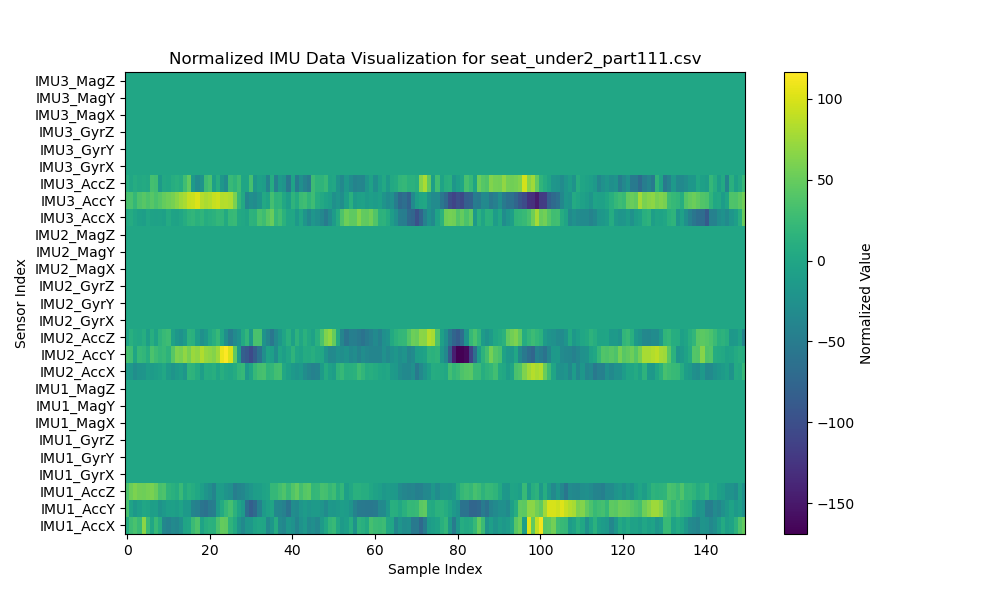 Normalized IMU Data Visualization for seat_under2_part111.csv
IMU3_MagZ
IMU3_MagY
IMU3_MagX
IMU3_GyrZ
IMU3_GyrY
IMU3_GyrX
IMU3_AccZ
IMU3_AccY
IMU3_AccX
IMU2_MagZ
IMU2_MagY
IMU2_MagX
IMU2_GyrZ
IMU2_GyrY
IMU2_GyrX
IMU2_AccZ
IMU2_AccY
IMU2_AccX
IMU1_MagZ
IMU1_MagY
IMU1_MagX
IMU1_GyrZ
IMU1_GyrY
IMU1_GyrX
IMU1_AccZ
IMU1_AccY
IMU1_AccX
Sensor Index
0 20 40 60 80 100 120 140
Sample Index
100
50
0
−50
−100
−150
Normalized Value